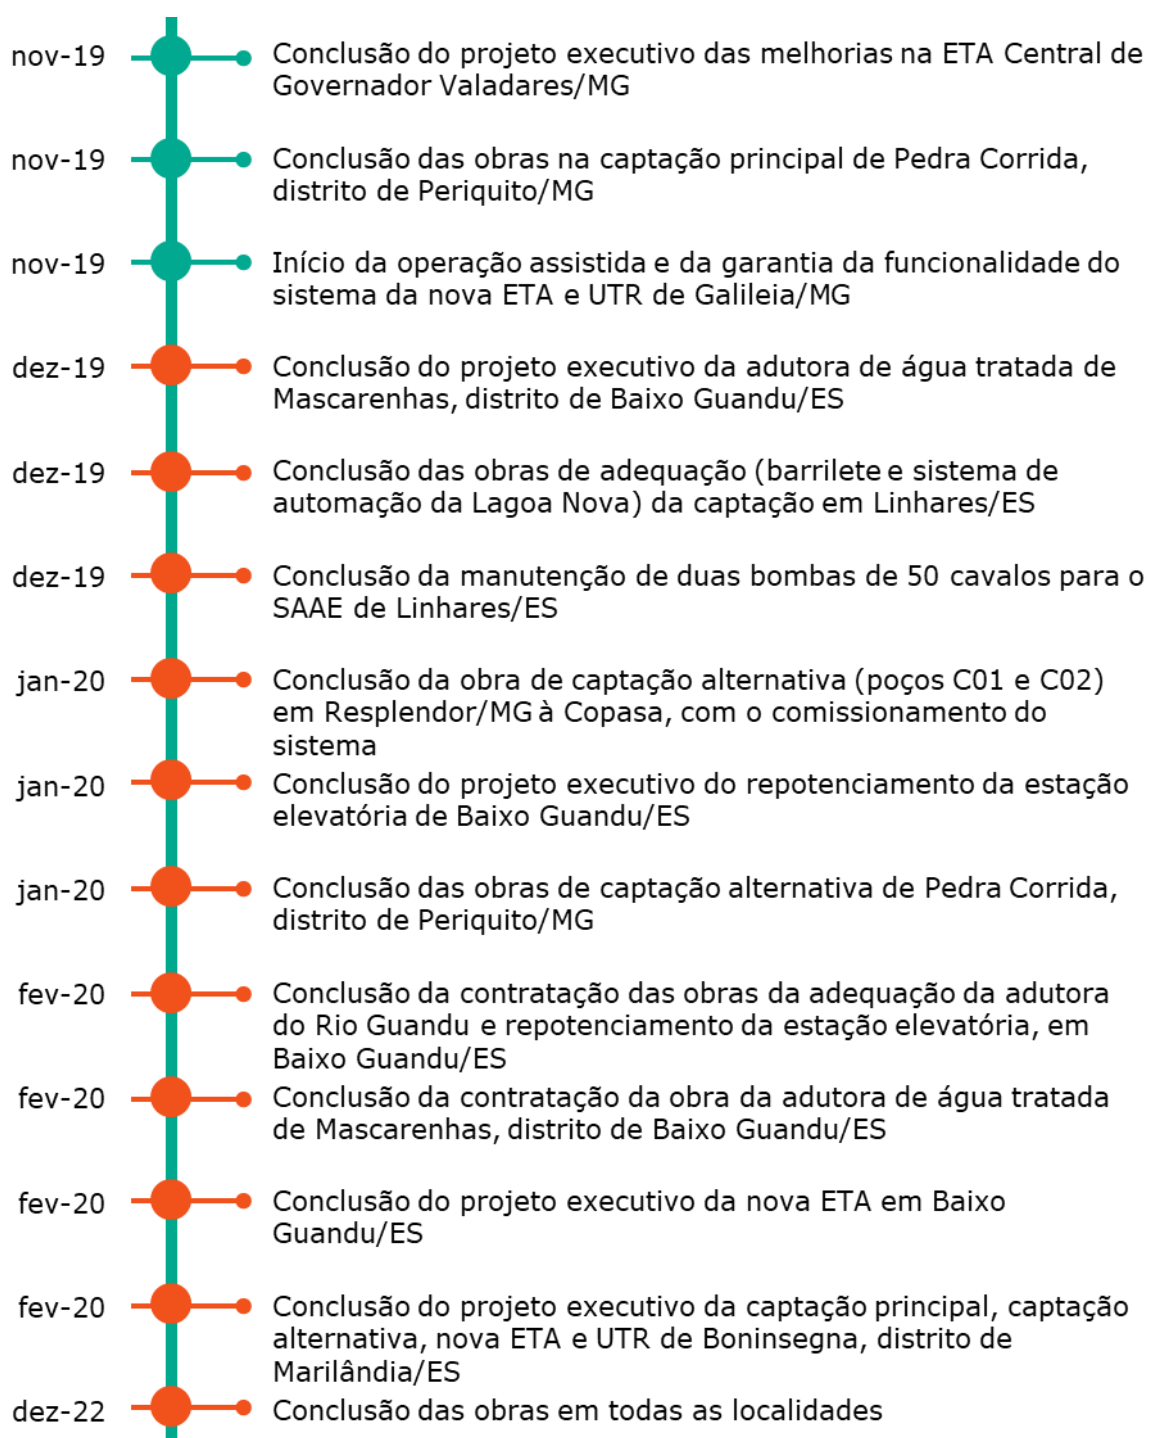 nov-19
Conclusão do projeto executivo das melhorias na ETA Central de
Governador Valadares/MG
nov-19
Conclusão das obras na captação principal de Pedra Corrida,
distrito de Periquito/MG
nov-19
Início da operação assistida e da garantia da funcionalidade do
sistema da nova ETA e UTR de Galileia/MG
dez-19
Conclusão do projeto executivo da adutora de água tratada de
Mascarenhas, distrito de Baixo Guandu/ES
dez-19
Conclusão das obras de adequação (barrilete e sistema de
automação da Lagoa Nova) da captação em Linhares/ES
dez-19
Conclusão da manutenção de duas bombas de 50 cavalos para o
SAAE de Linhares/ES
jan-20
Conclusão da obra de captação alternativa (poços C01 e C02)
em Resplendor/MG à Copasa, com o comissionamento do
sistema
jan-20
Conclusão do projeto executivo do repotenciamento da estação
elevatória de Baixo Guandu/ES
jan-20
Conclusão das obras de captação alternativa de Pedra Corrida,
distrito de Periquito/MG
fev-20
Conclusão da contratação das obras da adequação da adutora
do Rio Guandu e repotenciamento da estação elevatória, em
Baixo Guandu/ES
fev-20
Conclusão da contratação da obra da adutora de água tratada
de Mascarenhas, distrito de Baixo Guandu/ES
fev-20
Conclusão do projeto executivo da nova ETA em Baixo
Guandu/ES
fev-20
Conclusão do projeto executivo da captação principal, captação
alternativa, nova ETA e UTR de Boninsegna, distrito de
Marilândia/ES
dez-22
Conclusão das obras em todas as localidades